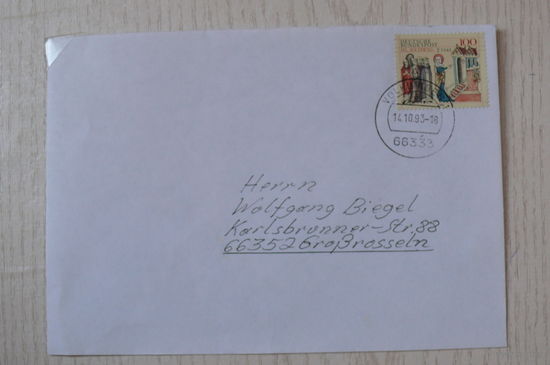 DEUTSCHE
BUNDESPOST
100
14.10.93-18
66333
Herrn
Wolfgang Biegel
Karlsbrunner-Str. 88
66352 Großrosseln